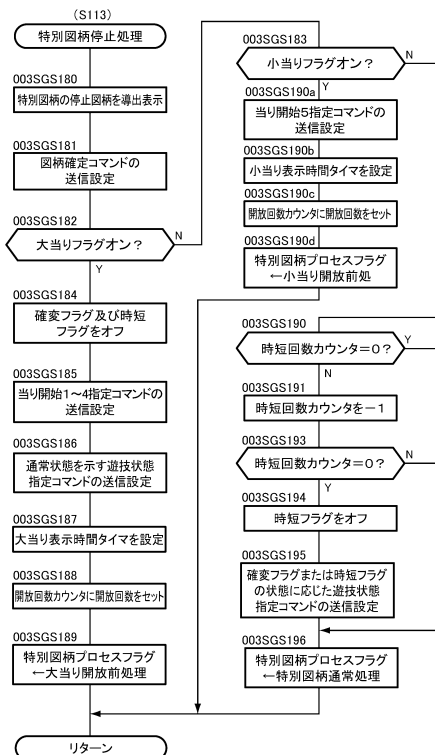 （S113）
特別図柄停止処理
003SGS180
特別図柄の停止図柄を導出表示
003SGS181
図柄確定コマンドの
送信設定
003SGS182
大当りフラグオン？
N
Y
003SGS184
確変フラグ及び時短
フラグをオフ
003SGS185
当り開始1～4指定コマンドの
送信設定
003SGS186
通常状態を示す遊技状態
指定コマンドの送信設定
003SGS187
大当り表示時間タイマを設定
003SGS188
開放回数カウンタに開放回数をセット
003SGS189
特別図柄プロセスフラグ
←大当り開放前処理
リターン
003SGS183
小当りフラグオン？
N
Y
003SGS190a
当り開始5指定コマンドの
送信設定
003SGS190b
小当り表示時間タイマを設定
003SGS190c
開放回数カウンタに開放回数をセット
003SGS190d
特別図柄プロセスフラグ
←小当り開放前処
003SGS190
時短回数カウンタ＝0？
Y
N
003SGS191
時短回数カウンタを−1
003SGS193
時短回数カウンタ＝0？
N
Y
003SGS194
時短フラグをオフ
003SGS195
確変フラグまたは時短フラグ
の状態に応じた遊技状態
指定コマンドの送信設定
003SGS196
特別図柄プロセスフラグ
←特別図柄通常処理